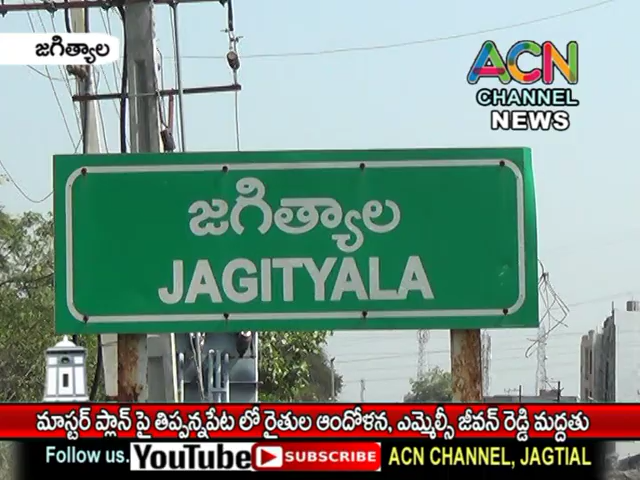 జగిత్యాల
ACN
CHANNEL
NEWS
జగిత్యాల
JAGITYALA
మాస్టర్ ప్లాన్ పై తిప్పన్నపేట లో రైతుల ఆందోళన, ఎమ్మెల్సీ జీవన్ రెడ్డి మద్దతు
Follow us. YouTube SUBSCRIBE ACN CHANNEL, JAGTIAL